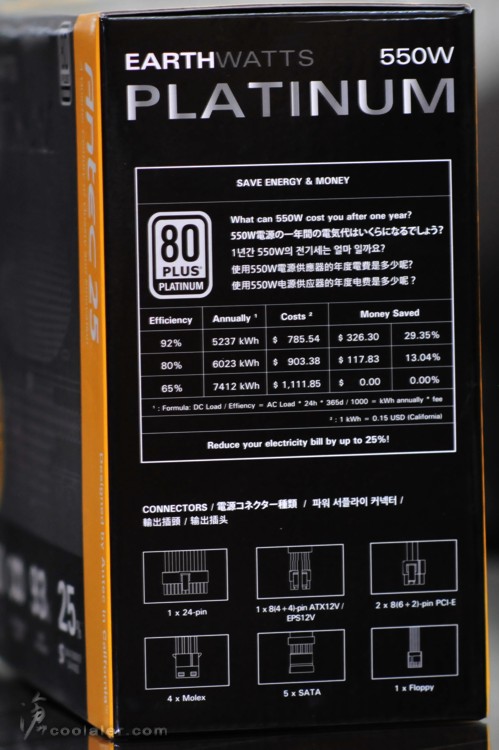 EARTHWATTS 550W
PLATINUM
SAVE ENERGY & MONEY
80
PLUS®
PLATINUM
What can 550W cost you after one year?
550W電源の一年間の電気代はいくらになるでしょう?
1년간 550W의 전기세는 얼마 일까요?
使用550W電源供應器的年度電費是多少呢?
使用550W电源供应器的年度电费是多少呢?
Efficiency Annually ¹ Costs ² Money Saved
92% 5237 kWh $ 785.54 $ 326.30 29.35%
80% 6023 kWh $ 903.38 $ 117.83 13.04%
65% 7412 kWh $ 1,111.85 $ 0.00 0.00%
¹ : Formula: DC Load / Effiency = AC Load * 24h * 365d / 1000 = kWh annually * fee
² : 1 kWh = 0.15 USD (California)
Reduce your electricity bill by up to 25%!
CONNECTORS / 電源コネクター種類 / 파워 서플라이 커넥터 /
輸出插頭 / 输出插头
1 x 24-pin
1 x 8(4+4)-pin ATX12V /
EPS12V
2 x 8(6+2)-pin PCI-E
4 x Molex
5 x SATA
1 x Floppy
Antec 25
Designed by Antec in California
25
滄 coolaler.com